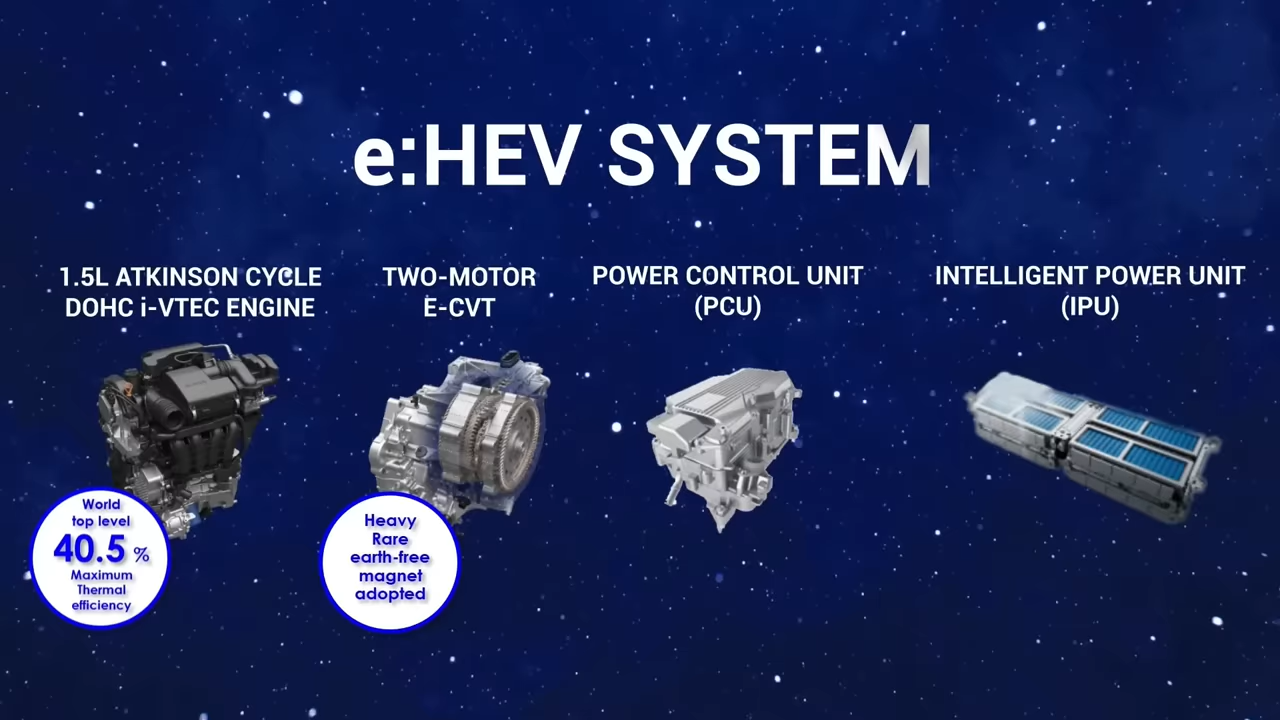 e:HEV SYSTEM
1.5L ATKINSON CYCLE
DOHC i-VTEC ENGINE
TWO-MOTOR
E-CVT
POWER CONTROL UNIT
(PCU)
INTELLIGENT POWER UNIT
(IPU)
World
top level
40.5 %
Maximum
Thermal
efficiency
Heavy
Rare
earth-free
magnet
adopted